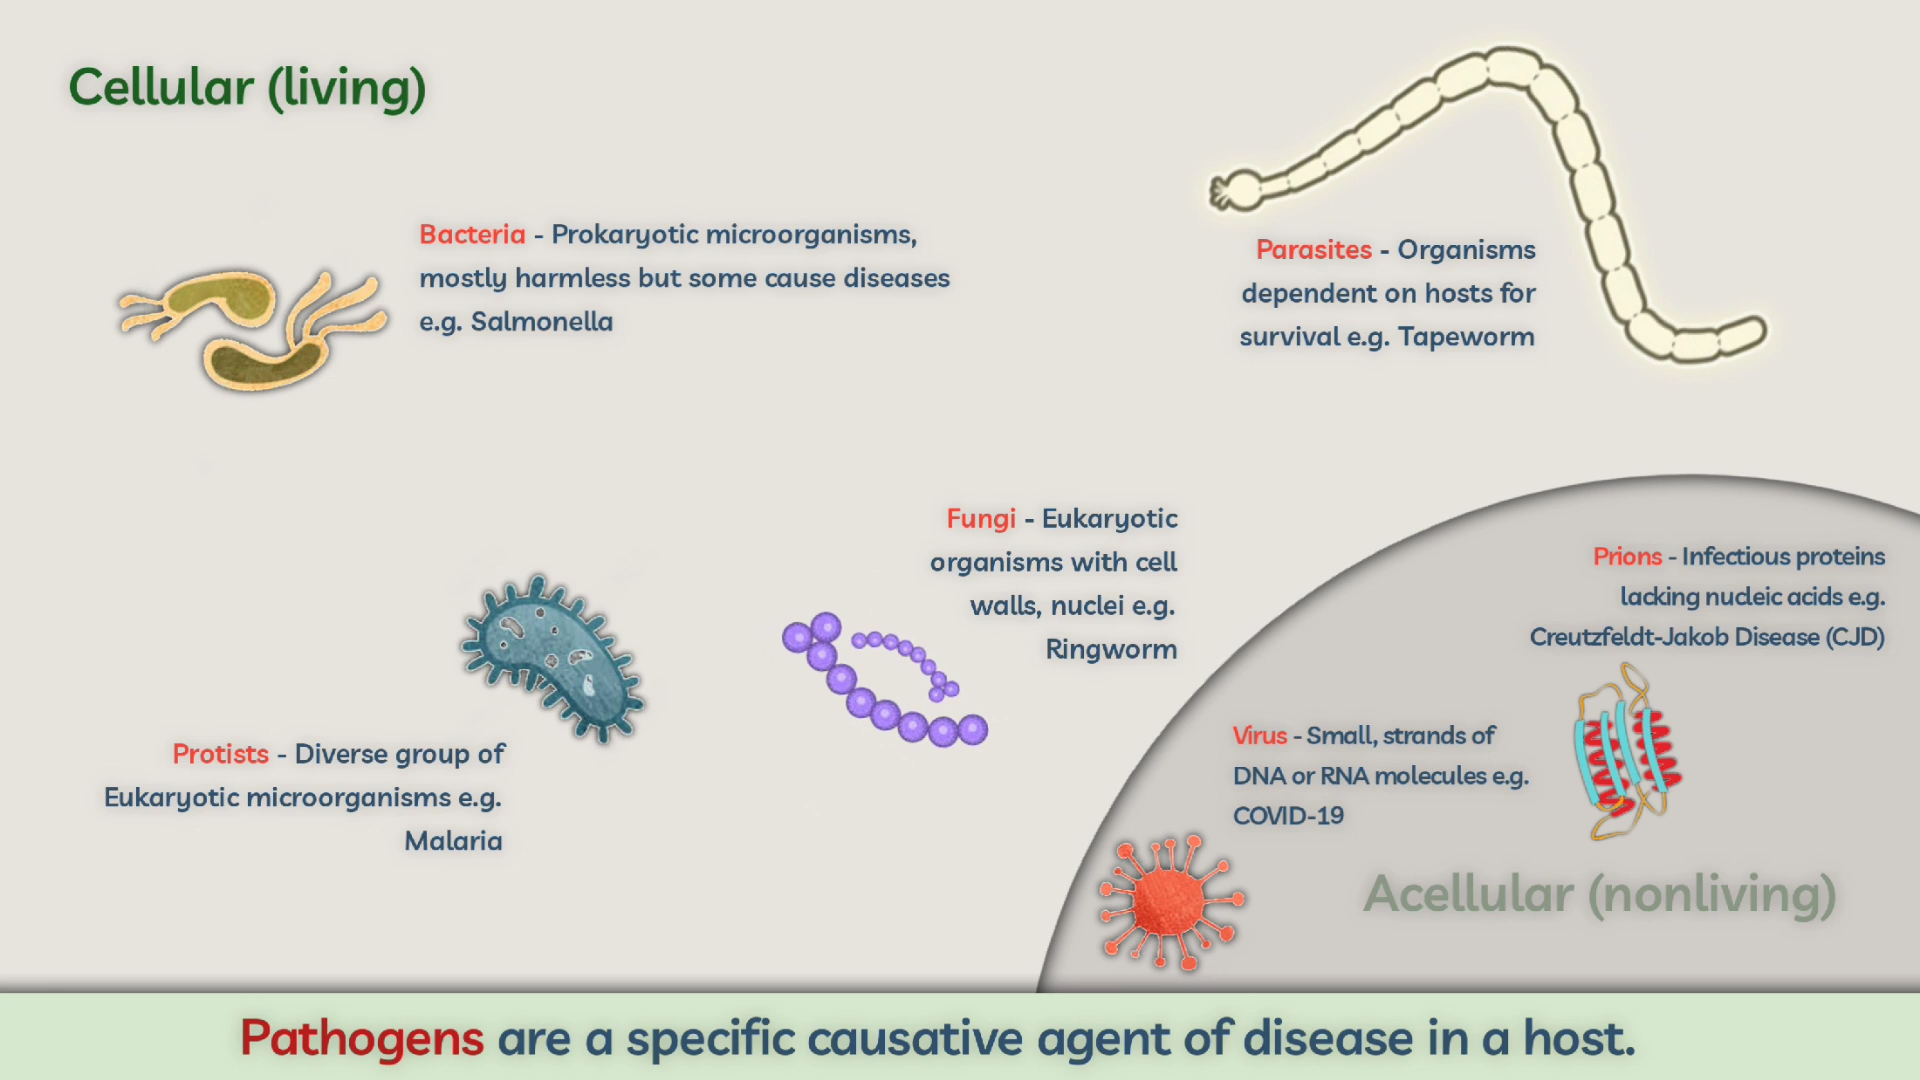 Cellular (living)
Bacteria - Prokaryotic microorganisms,
mostly harmless but some cause diseases
e.g. Salmonella
Parasites - Organisms
dependent on hosts for
survival e.g. Tapeworm
Fungi - Eukaryotic
organisms with cell
walls, nuclei e.g.
Ringworm
Protists - Diverse group of
Eukaryotic microorganisms e.g.
Malaria
Prions - Infectious proteins
lacking nucleic acids e.g.
Creutzfeldt-Jakob Disease (CJD)
Virus - Small, strands of
DNA or RNA molecules e.g.
COVID-19
Acellular (nonliving)
Pathogens are a specific causative agent of disease in a host.